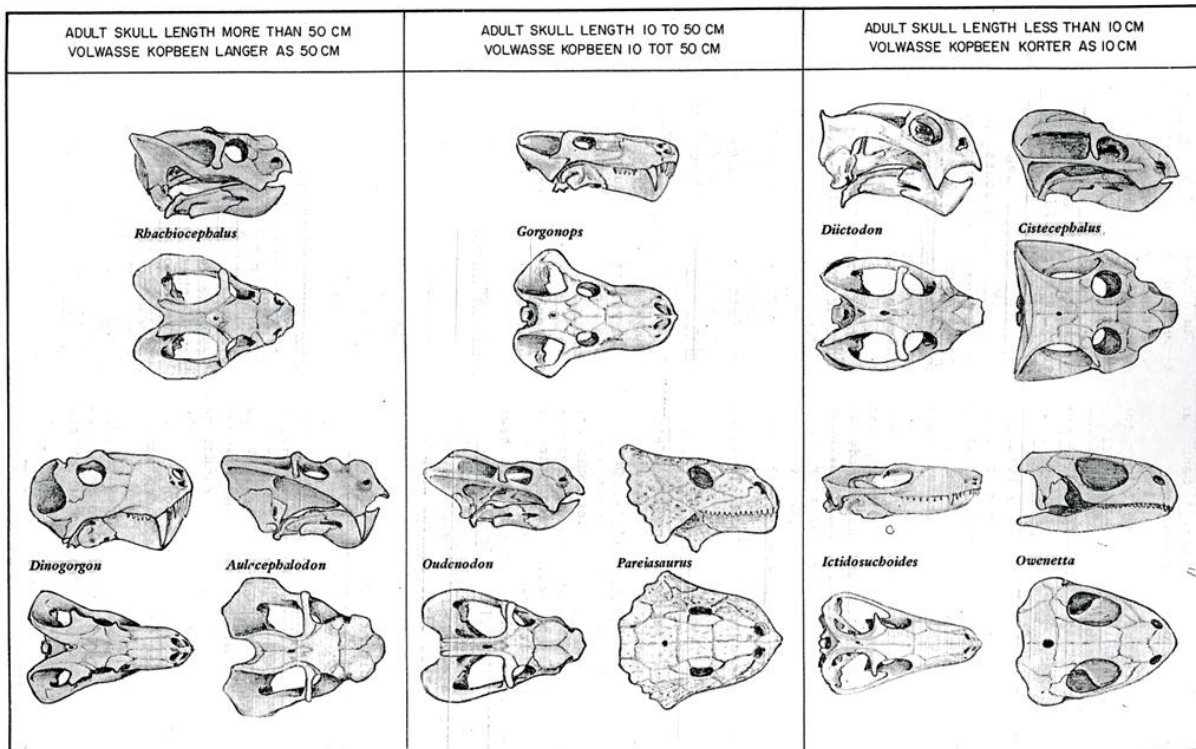 ADULT SKULL LENGTH MORE THAN 50 CM
VOLWASSE KOPBEEN LANGER AS 50 CM
ADULT SKULL LENGTH 10 TO 50 CM
VOLWASSE KOPBEEN 10 TOT 50 CM
ADULT SKULL LENGTH LESS THAN 10 CM
VOLWASSE KOPBEEN KORTER AS 10 CM
Rhachiocephalus
Gorgonops
Diictodon
Cistecephalus
Dinogorgon
Aulacephalodon
Oudenodon
Pareiasaurus
Ictidosuchoides
Owenetta